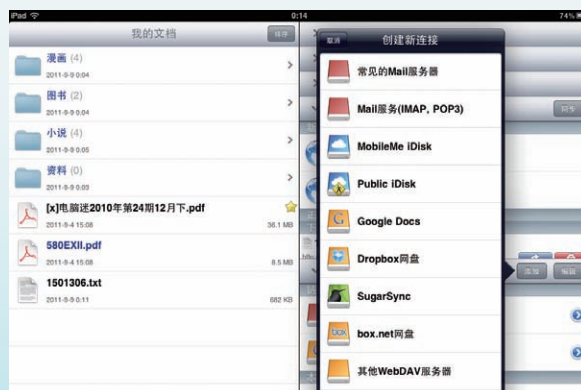 iPad
0:14
74%
我的文档
排序
漫画 (4)
2011-9-9 0:04
图书 (2)
2011-9-9 0:04
小说 (4)
2011-9-9 0:05
资料 (0)
2011-9-9 0:03
[x]电脑迷2010年第24期12月下.pdf
2011-9-4 15:08
36.1 MB
580EXII.pdf
2011-9-4 15:08
8.5 MB
1501306.txt
2011-9-9 0:11
682 KB
取消
创建新连接
常见的Mail服务器
Mail服务(IMAP, POP3)
MobileMe iDisk
Public iDisk
Google Docs
Dropbox网盘
SugarSync
box.net网盘
其他WebDAV服务器
同步
添加
编辑